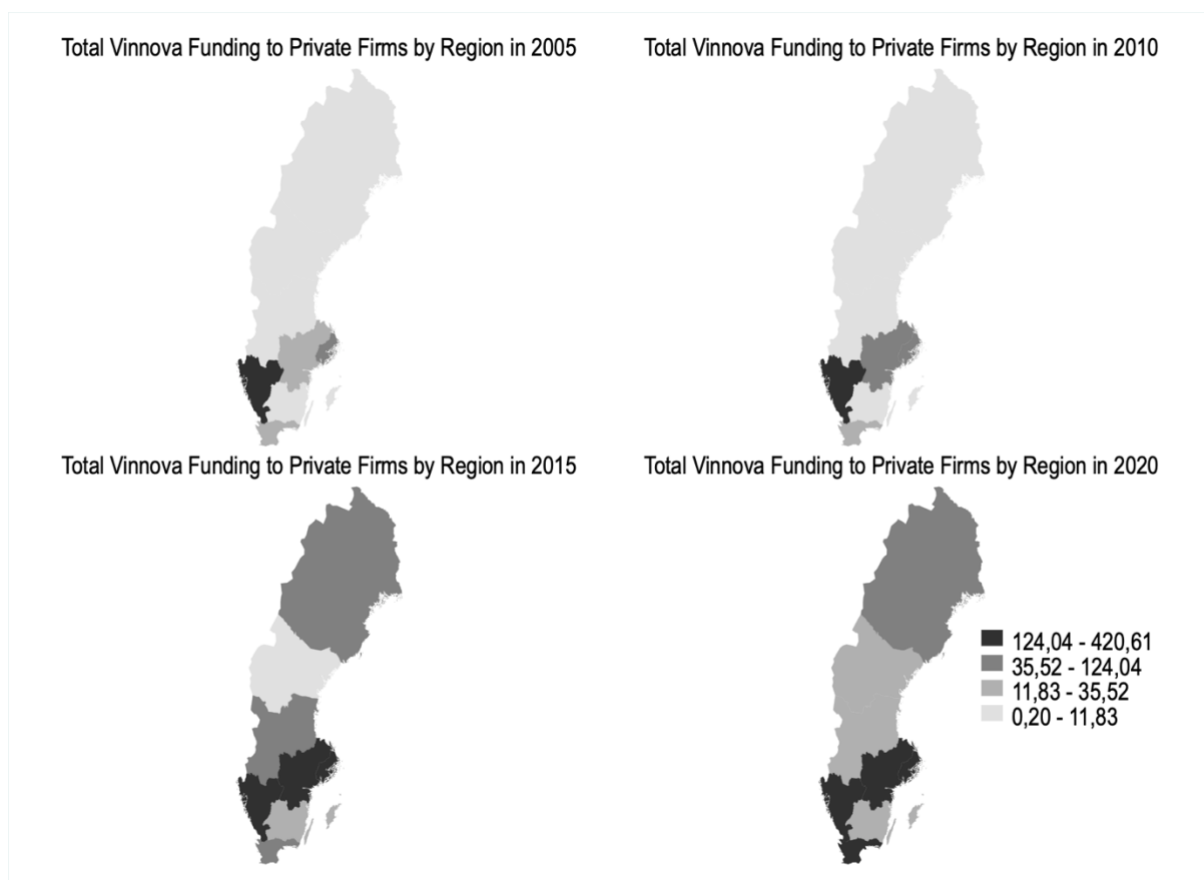 Total Vinnova Funding to Private Firms by Region in 2005
Total Vinnova Funding to Private Firms by Region in 2010
Total Vinnova Funding to Private Firms by Region in 2015
Total Vinnova Funding to Private Firms by Region in 2020
124,04 - 420,61
35,52 - 124,04
11,83 - 35,52
0,20 - 11,83